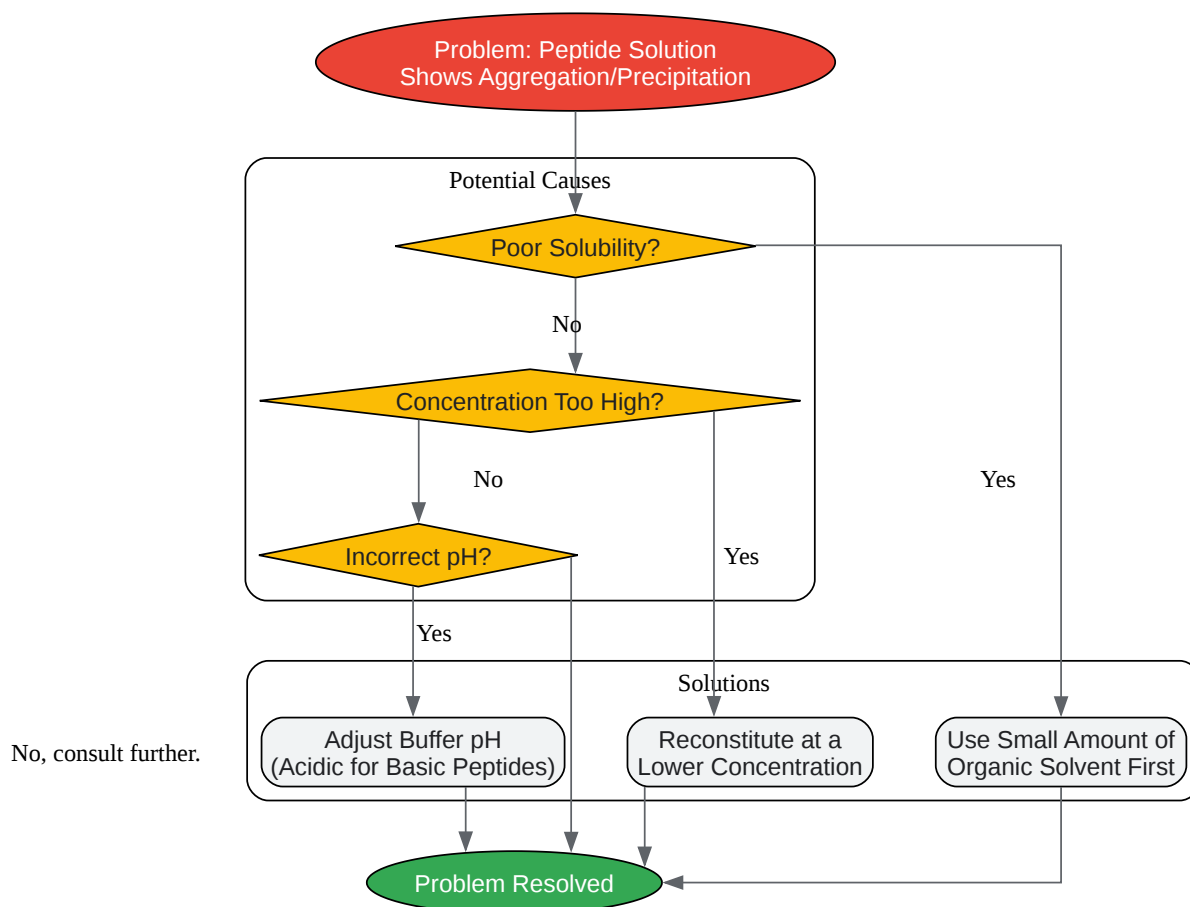 Problem: Peptide Solution
Shows Aggregation/Precipitation
Potential Causes
Poor Solubility?
No
Concentration Too High?
No
Yes
Incorrect pH?
Yes
Yes
Solutions
Adjust Buffer pH
(Acidic for Basic Peptides)
Reconstitute at a
Lower Concentration
Use Small Amount of
Organic Solvent First
No, consult further.
Problem Resolved